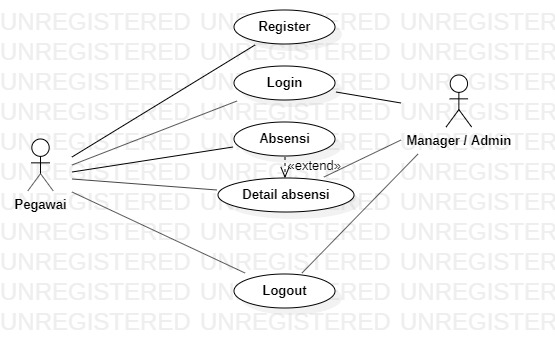 UNREGISTERED UNREGISTERED UNREGISTERED
UNREGISTERED UNREGISTERED UNREGISTERED
UNREGISTERED UNREGISTERED UNREGISTERED
UNREGISTERED UNREGISTERED UNREGISTERED
UNREGISTERED UNREGISTERED UNREGISTERED
UNREGISTERED UNREGISTERED UNREGISTERED
UNREGISTERED UNREGISTERED UNREGISTERED
UNREGISTERED UNREGISTERED UNREGISTERED
UNREGISTERED UNREGISTERED UNREGISTERED
UNREGISTERED UNREGISTERED UNREGISTERED
UNREGISTERED UNREGISTERED UNREGISTERED
Register
Login
Absensi
Manager / Admin
«extend»
Detail absensi
Pegawai
Logout